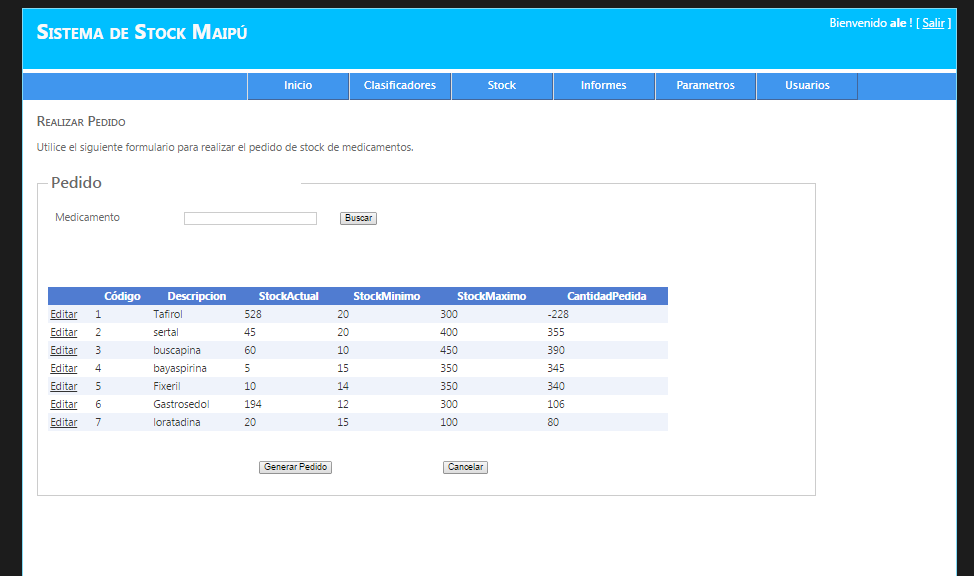 Sistema de Stock Maipú
Bienvenido ale ! [ Salir ]
Inicio Clasificadores Stock Informes Parametros Usuarios
Realizar Pedido
Utilice el siguiente formulario para realizar el pedido de stock de medicamentos.
Pedido
Medicamento Buscar
Código Descripcion StockActual StockMinimo StockMaximo CantidadPedida
Editar 1 Tafirol 528 20 300 -228
Editar 2 sertal 45 20 400 355
Editar 3 buscapina 60 10 450 390
Editar 4 bayaspirina 5 15 350 345
Editar 5 Fixeril 10 14 350 340
Editar 6 Gastrosedol 194 12 300 106
Editar 7 loratadina 20 15 100 80
Generar Pedido Cancelar